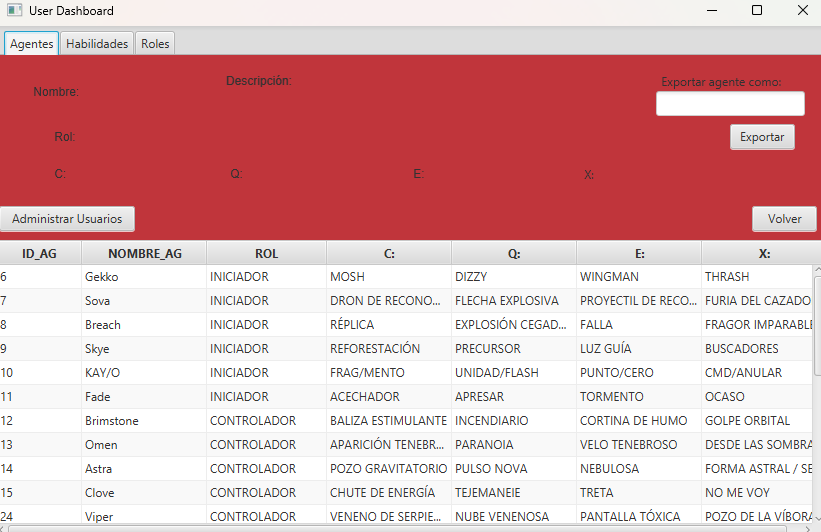 User Dashboard
Agentes Habilidades Roles
Descripción: Exportar agente como:
Nombre:
Rol: Exportar
C: Q: E: X:
Administrar Usuarios Volver
ID_AG NOMBRE_AG ROL C: Q: E: X:
6 Gekko INICIADOR MOSH DIZZY WINGMAN THRASH
7 Sova INICIADOR DRON DE RECONO... FLECHA EXPLOSIVA PROYECTIL DE RECO... FURIA DEL CAZADO
8 Breach INICIADOR RÉPLICA EXPLOSIÓN CEGAD... FALLA FRAGOR IMPARABLE
9 Skye INICIADOR REFORESTACIÓN PRECURSOR LUZ GUÍA BUSCADORES
10 KAY/O INICIADOR FRAG/MENTO UNIDAD/FLASH PUNTO/CERO CMD/ANULAR
11 Fade INICIADOR ACECHADOR APRESAR TORMENTO OCASO
12 Brimstone CONTROLADOR BALIZA ESTIMULANTE INCENDIARIO CORTINA DE HUMO GOLPE ORBITAL
13 Omen CONTROLADOR APARICIÓN TENEBR... PARANOIA VELO TENEBROSO DESDE LAS SOMBRA
14 Astra CONTROLADOR POZO GRAVITATORIO PULSO NOVA NEBULOSA FORMA ASTRAL / SE
15 Clove CONTROLADOR CHUTE DE ENERGÍA TEJEMANEIE TRETA NO ME VOY
24 Viper CONTROLADOR VENENO DE SERPIE... NUBE VENENOSA PANTALLA TÓXICA POZO DE LA VÍBORA